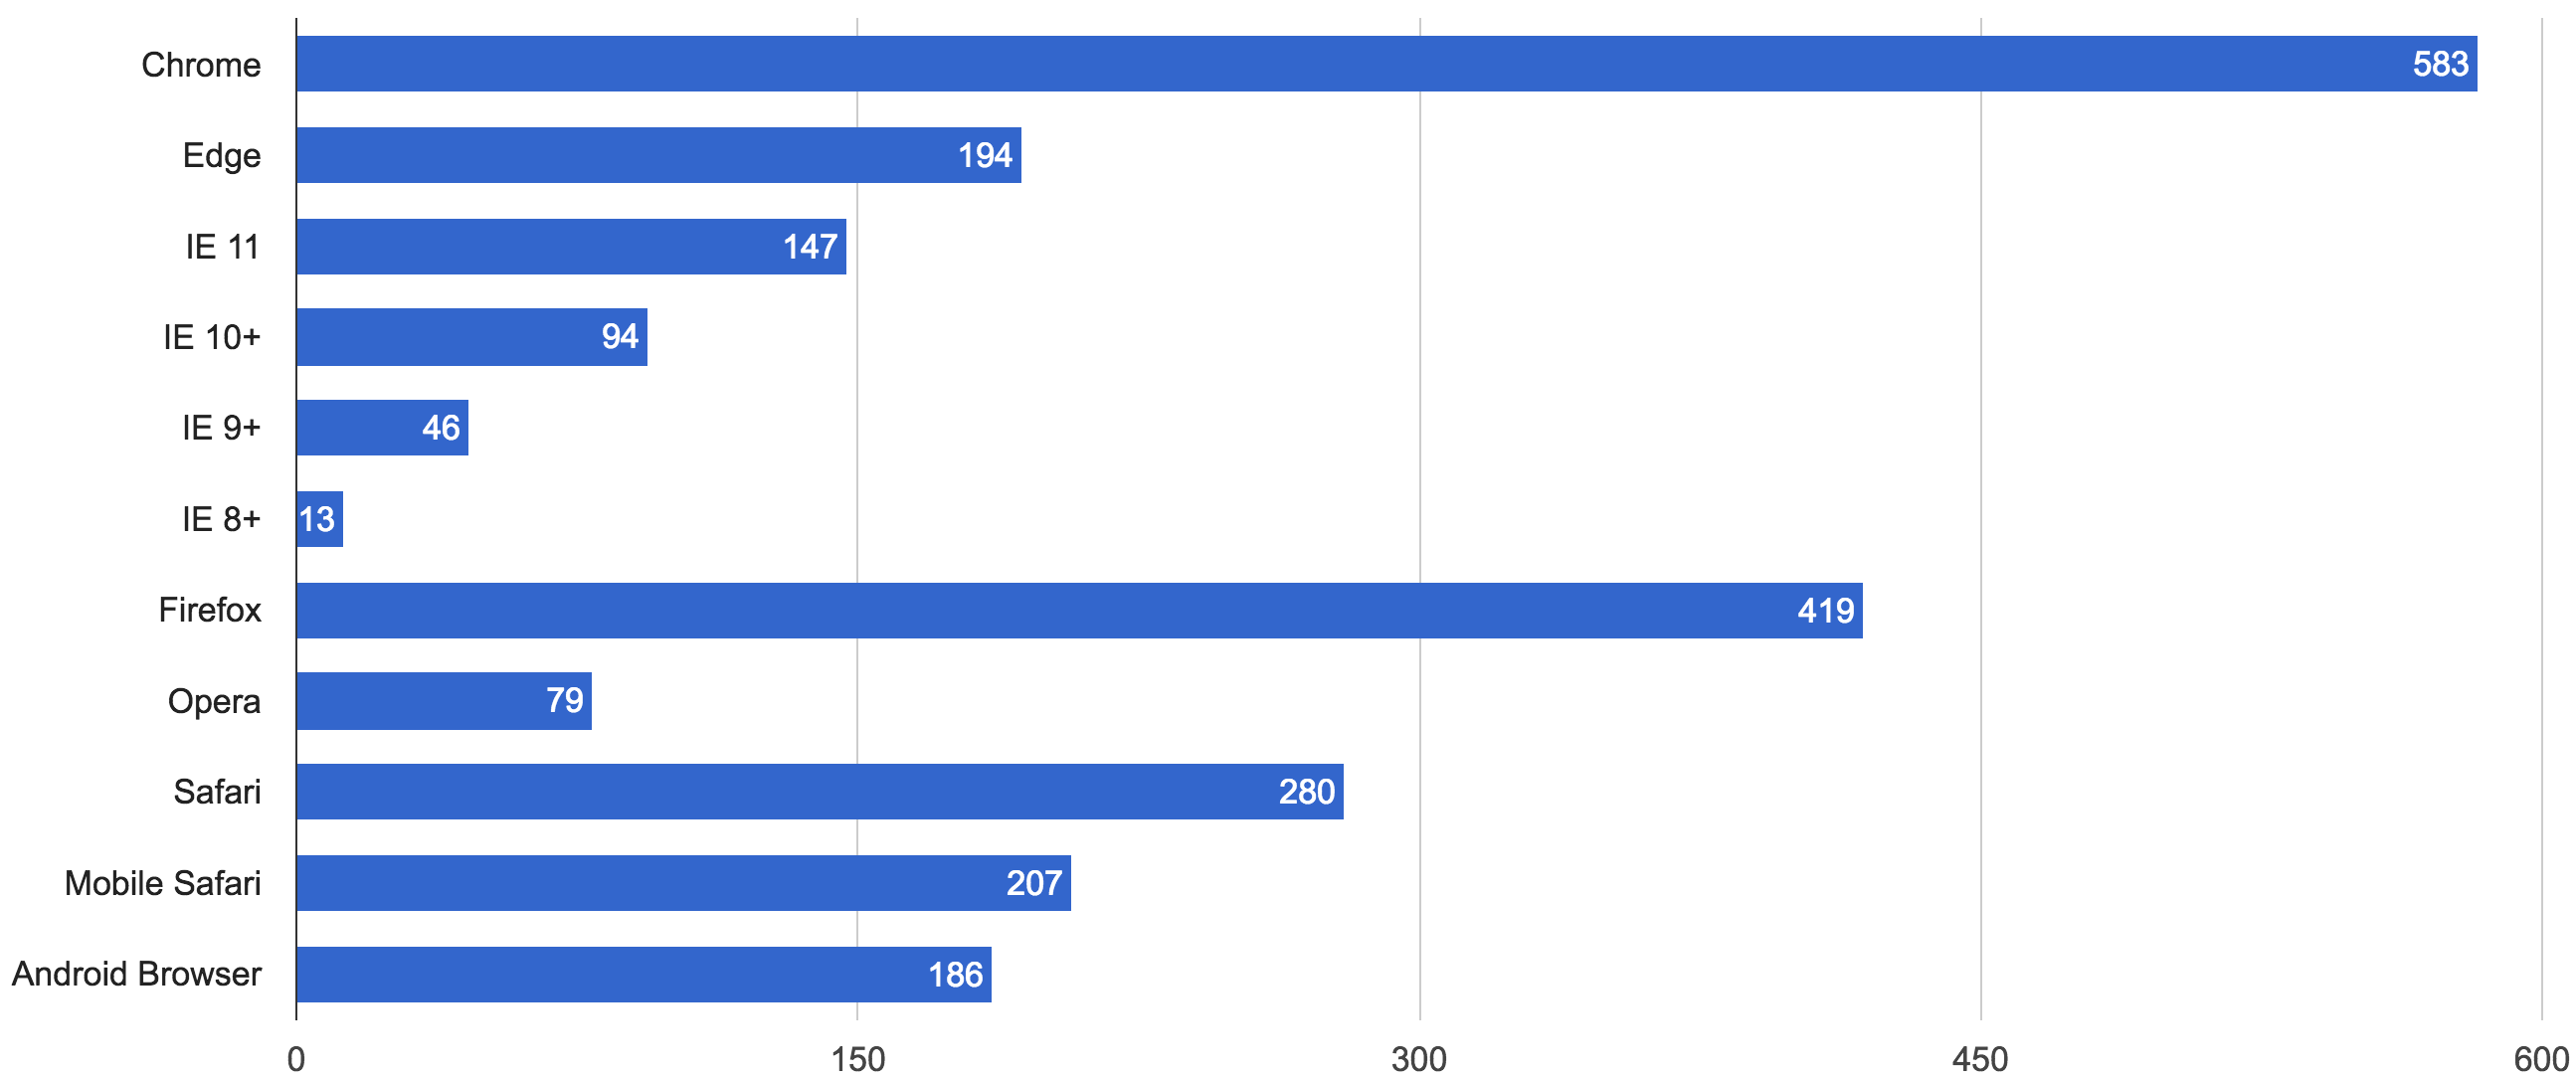 Chrome 583
Edge 194
IE 11 147
IE 10+ 94
IE 9+ 46
IE 8+ 13
Firefox 419
Opera 79
Safari 280
Mobile Safari 207
Android Browser 186
0 150 300 450 600